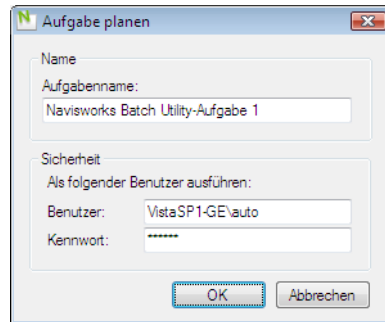 Aufgabe planen
Name
Aufgabenname:
Navisworks Batch Utility-Aufgabe 1
Sicherheit
Als folgender Benutzer ausführen:
Benutzer: VistaSP1-GE\auto
Kennwort: ******
OK Abbrechen